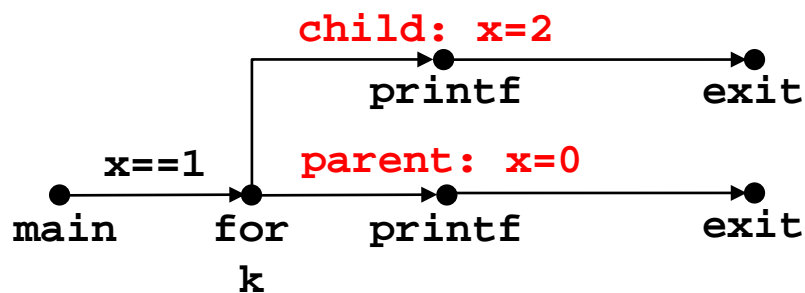 child: x=2
printf exit
x==1 parent: x=0
main for printf exit
k